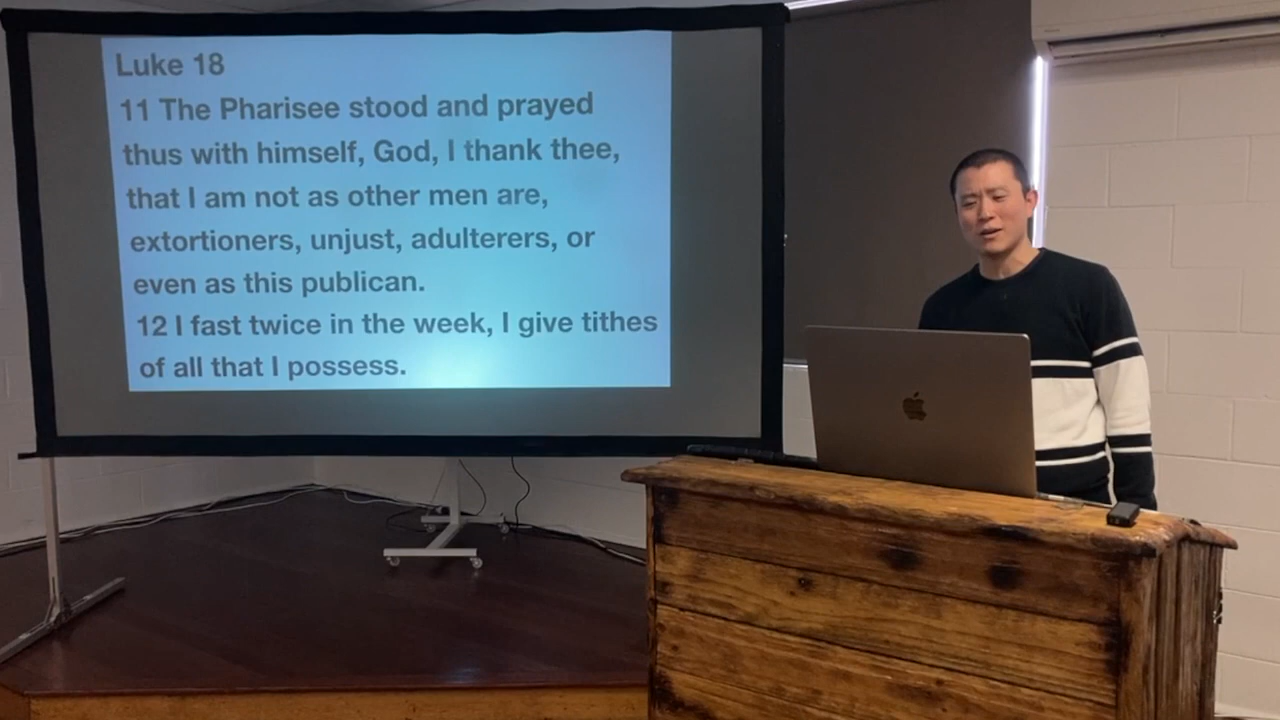 Luke 18
11 The Pharisee stood and prayed
thus with himself, God, I thank thee,
that I am not as other men are,
extortioners, unjust, adulterers, or
even as this publican.
12 I fast twice in the week, I give tithes
of all that I possess.